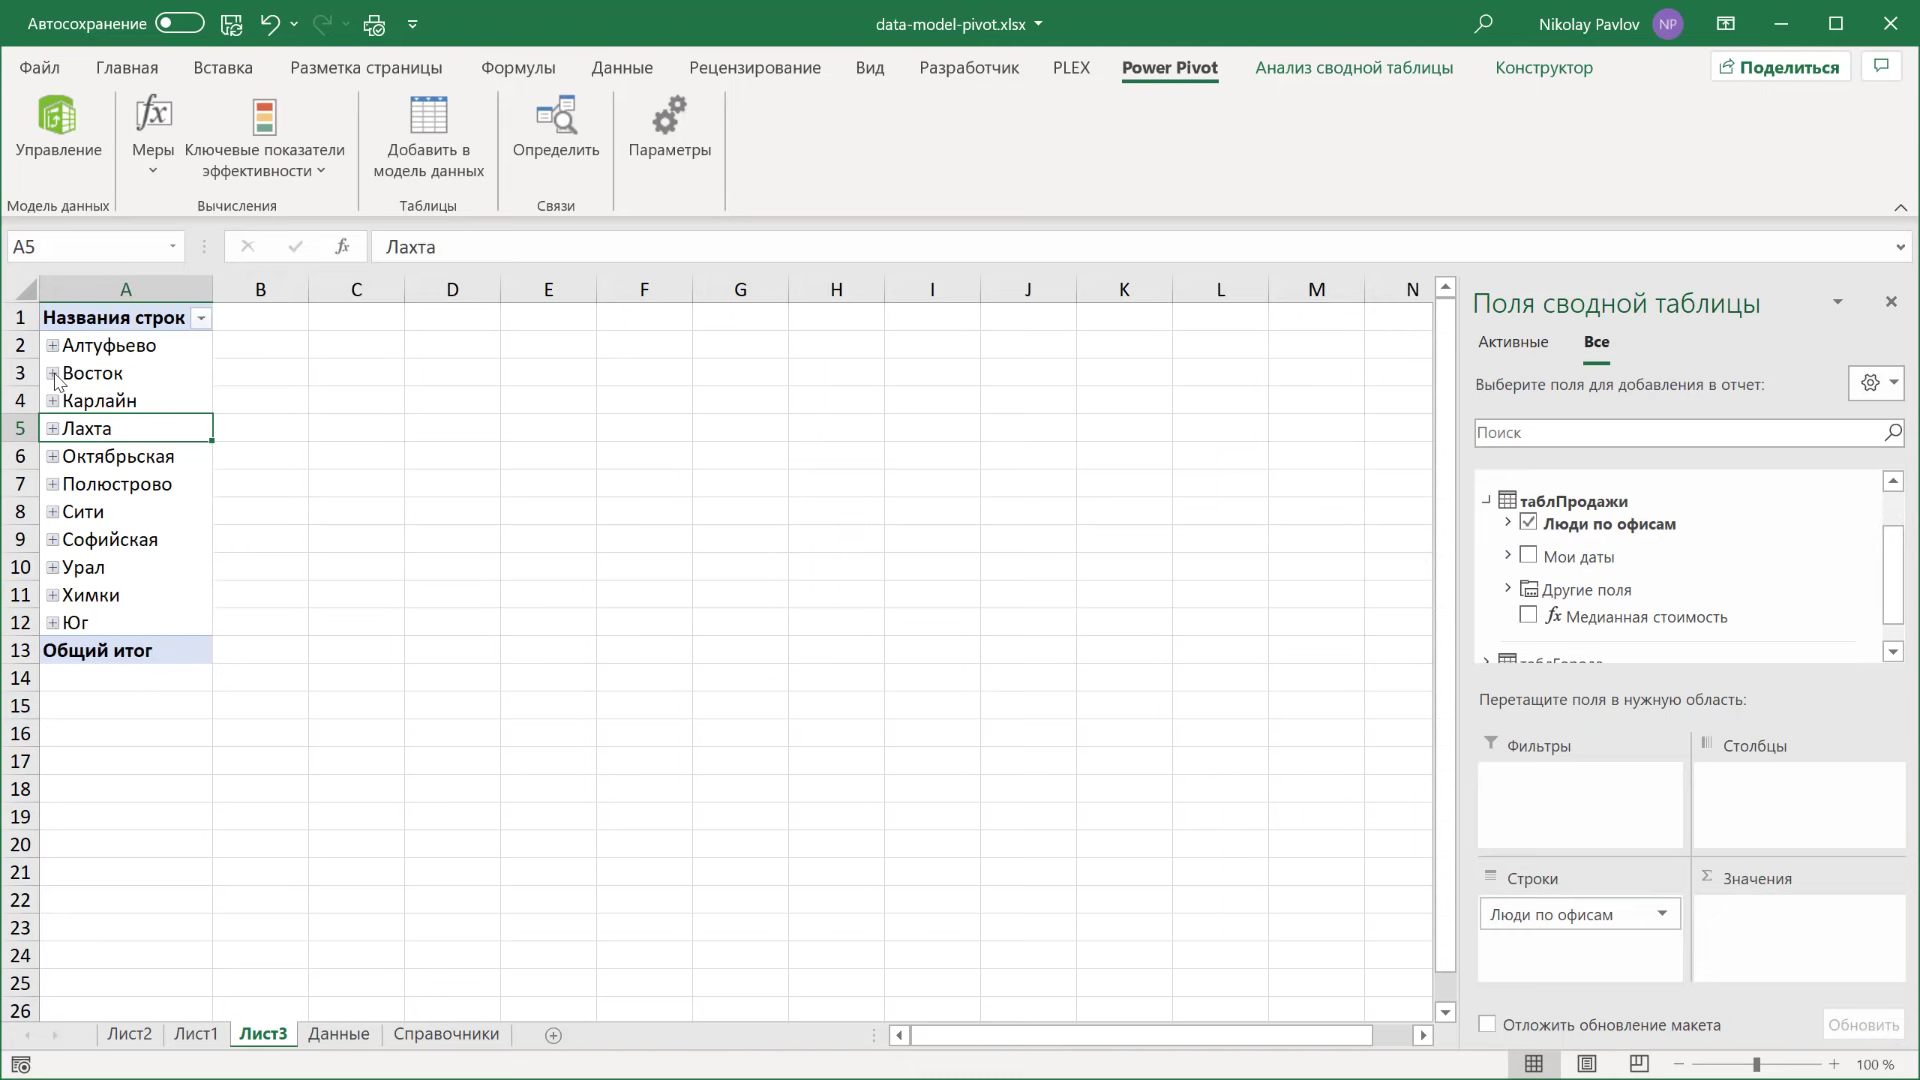 Автосохранение
data-model-pivot.xlsx
Nikolay Pavlov NP
Файл Главная Вставка Разметка страницы Формулы Данные Рецензирование Вид Разработчик PLEX Power Pivot Анализ сводной таблицы Конструктор Поделиться
Управление
Меры
Ключевые показатели
эффективности
Добавить в
модель данных
Определить
Параметры
Модель данных Вычисления Таблицы Связи
A5 fx Лахта
A B C D E F G H I J K L M N
1 Названия строк
2 Алтуфьево
3 Восток
4 Карлайн
5 Лахта
6 Октябрьская
7 Полюстрово
8 Сити
9 Софийская
10 Урал
11 Химки
12 Юг
13 Общий итог
14
15
16
17
18
19
20
21
22
23
24
25
26
Поля сводной таблицы
Активные Все
Выберите поля для добавления в отчет:
Поиск
таблПродажи
Люди по офисам
Мои даты
Другие поля
fx Медианная стоимость
Перетащите поля в нужную область:
Фильтры
Столбцы
Строки
Σ Значения
Люди по офисам
Отложить обновление макета Обновить
Лист2 Лист1 Лист3 Данные Справочники
100 %